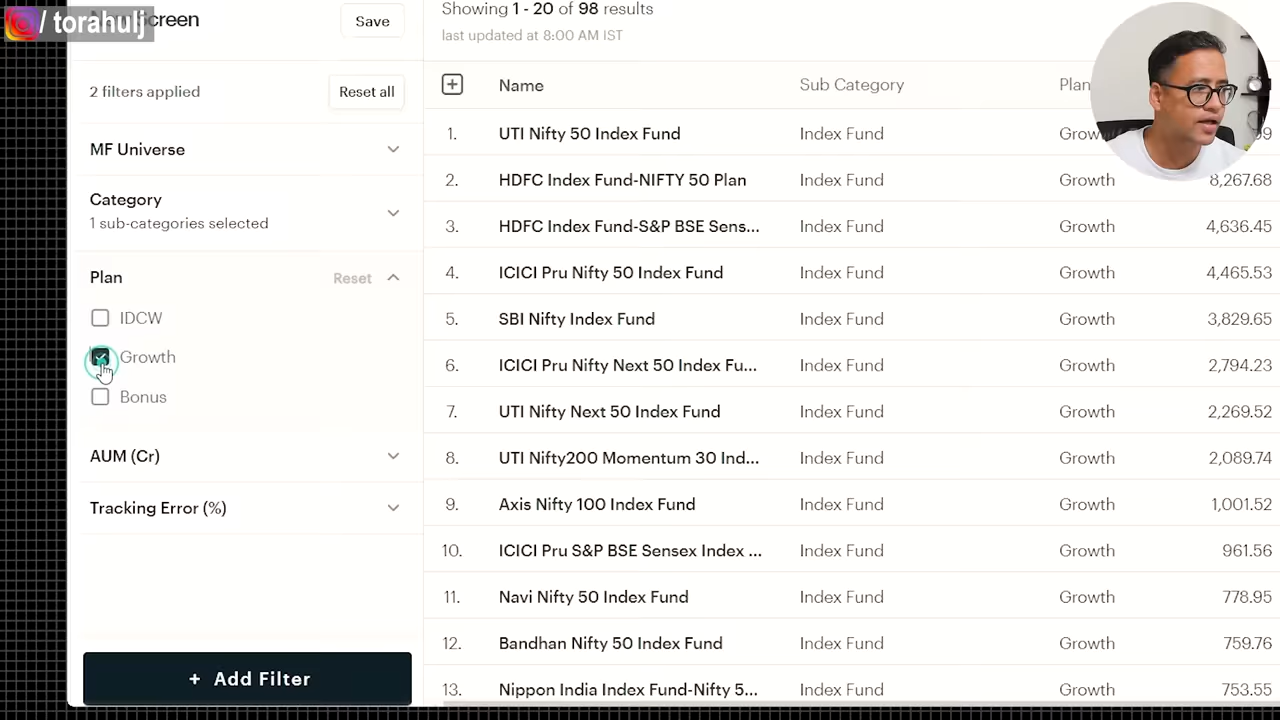 / torahulj
Screen
Save
Showing 1 - 20 of 98 results
last updated at 8:00 AM IST
2 filters applied
Reset all
Name Sub Category Plan
MF Universe
Category
1 sub-categories selected
Plan Reset
IDCW
Growth
Bonus
AUM (Cr)
Tracking Error (%)
+ Add Filter
1. UTI Nifty 50 Index Fund Index Fund
2. HDFC Index Fund-NIFTY 50 Plan Index Fund Growth 8,267.68
3. HDFC Index Fund-S&P BSE Sens... Index Fund Growth 4,636.45
4. ICICI Pru Nifty 50 Index Fund Index Fund Growth 4,465.53
5. SBI Nifty Index Fund Index Fund Growth 3,829.65
6. ICICI Pru Nifty Next 50 Index Fu... Index Fund Growth 2,794.23
7. UTI Nifty Next 50 Index Fund Index Fund Growth 2,269.52
8. UTI Nifty200 Momentum 30 Ind... Index Fund Growth 2,089.74
9. Axis Nifty 100 Index Fund Index Fund Growth 1,001.52
10. ICICI Pru S&P BSE Sensex Index ... Index Fund Growth 961.56
11. Navi Nifty 50 Index Fund Index Fund Growth 778.95
12. Bandhan Nifty 50 Index Fund Index Fund Growth 759.76
13. Nippon India Index Fund-Nifty 5... Index Fund Growth 753.55